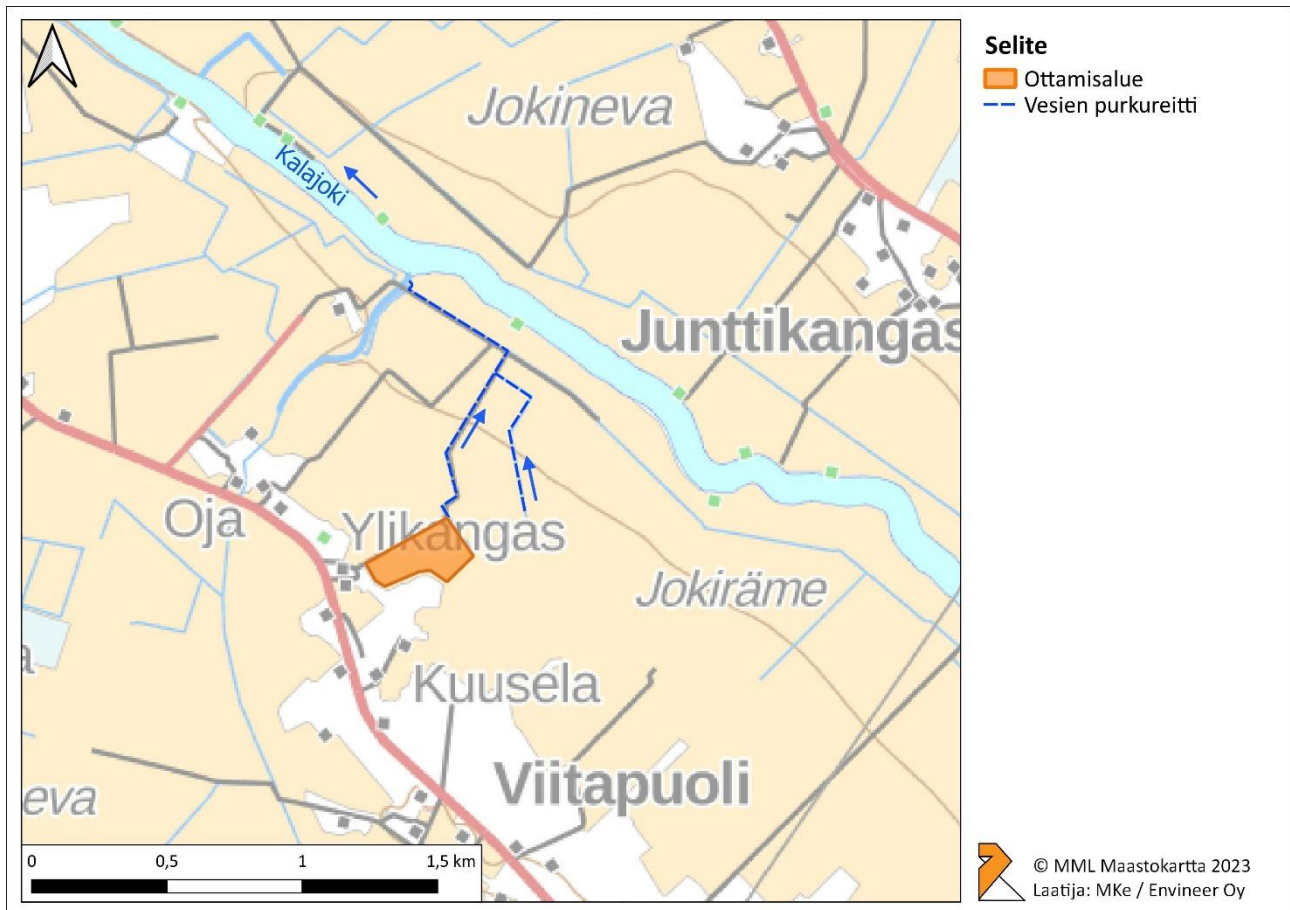 Selite
Ottamisalue
Vesien purkureitti
Jokineva
Kalajoki
Junttikangas
Oja
Ylikangas
Jokiräme
a
Kuusela
Viitapuoli
eva
0 0,5 1 1,5 km
© MML Maastokartta 2023
Laatija: MKe / Envineer Oy